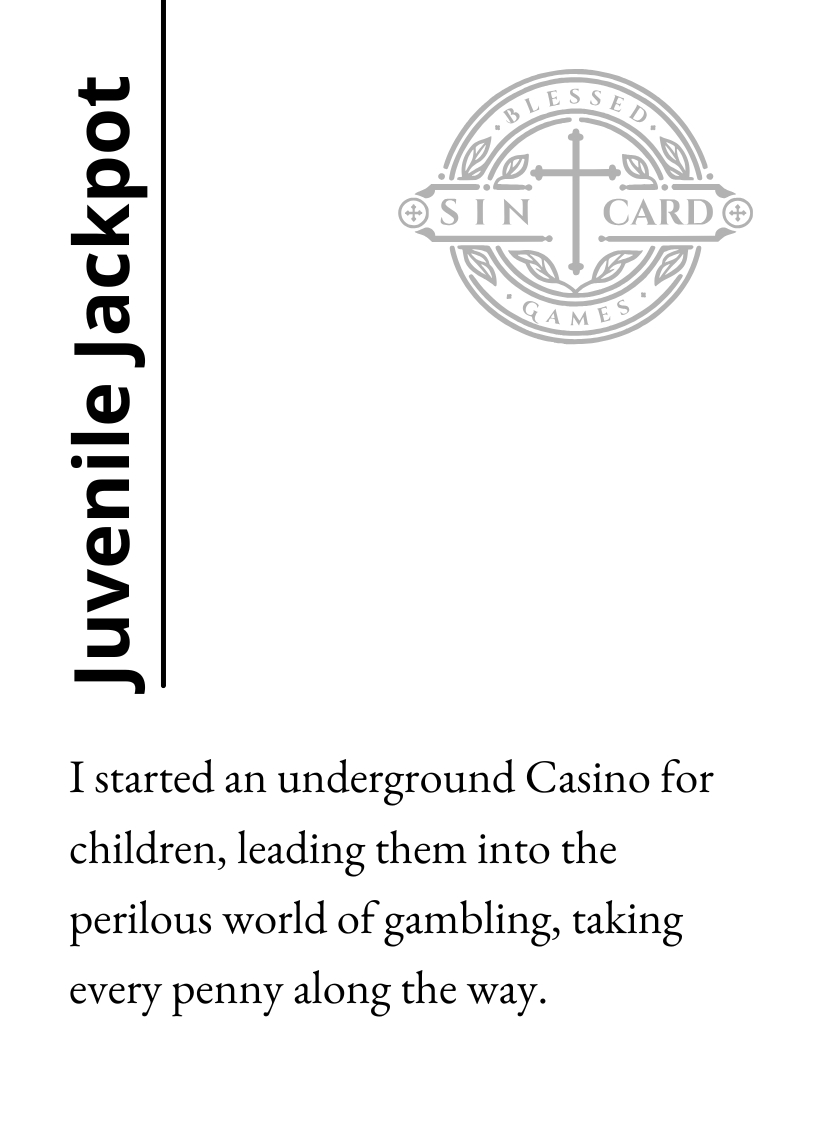 Juvenile Jackpot
BLESSED
SIN CARD
GAMES
I started an underground Casino for
children, leading them into the
perilous world of gambling, taking
every penny along the way.